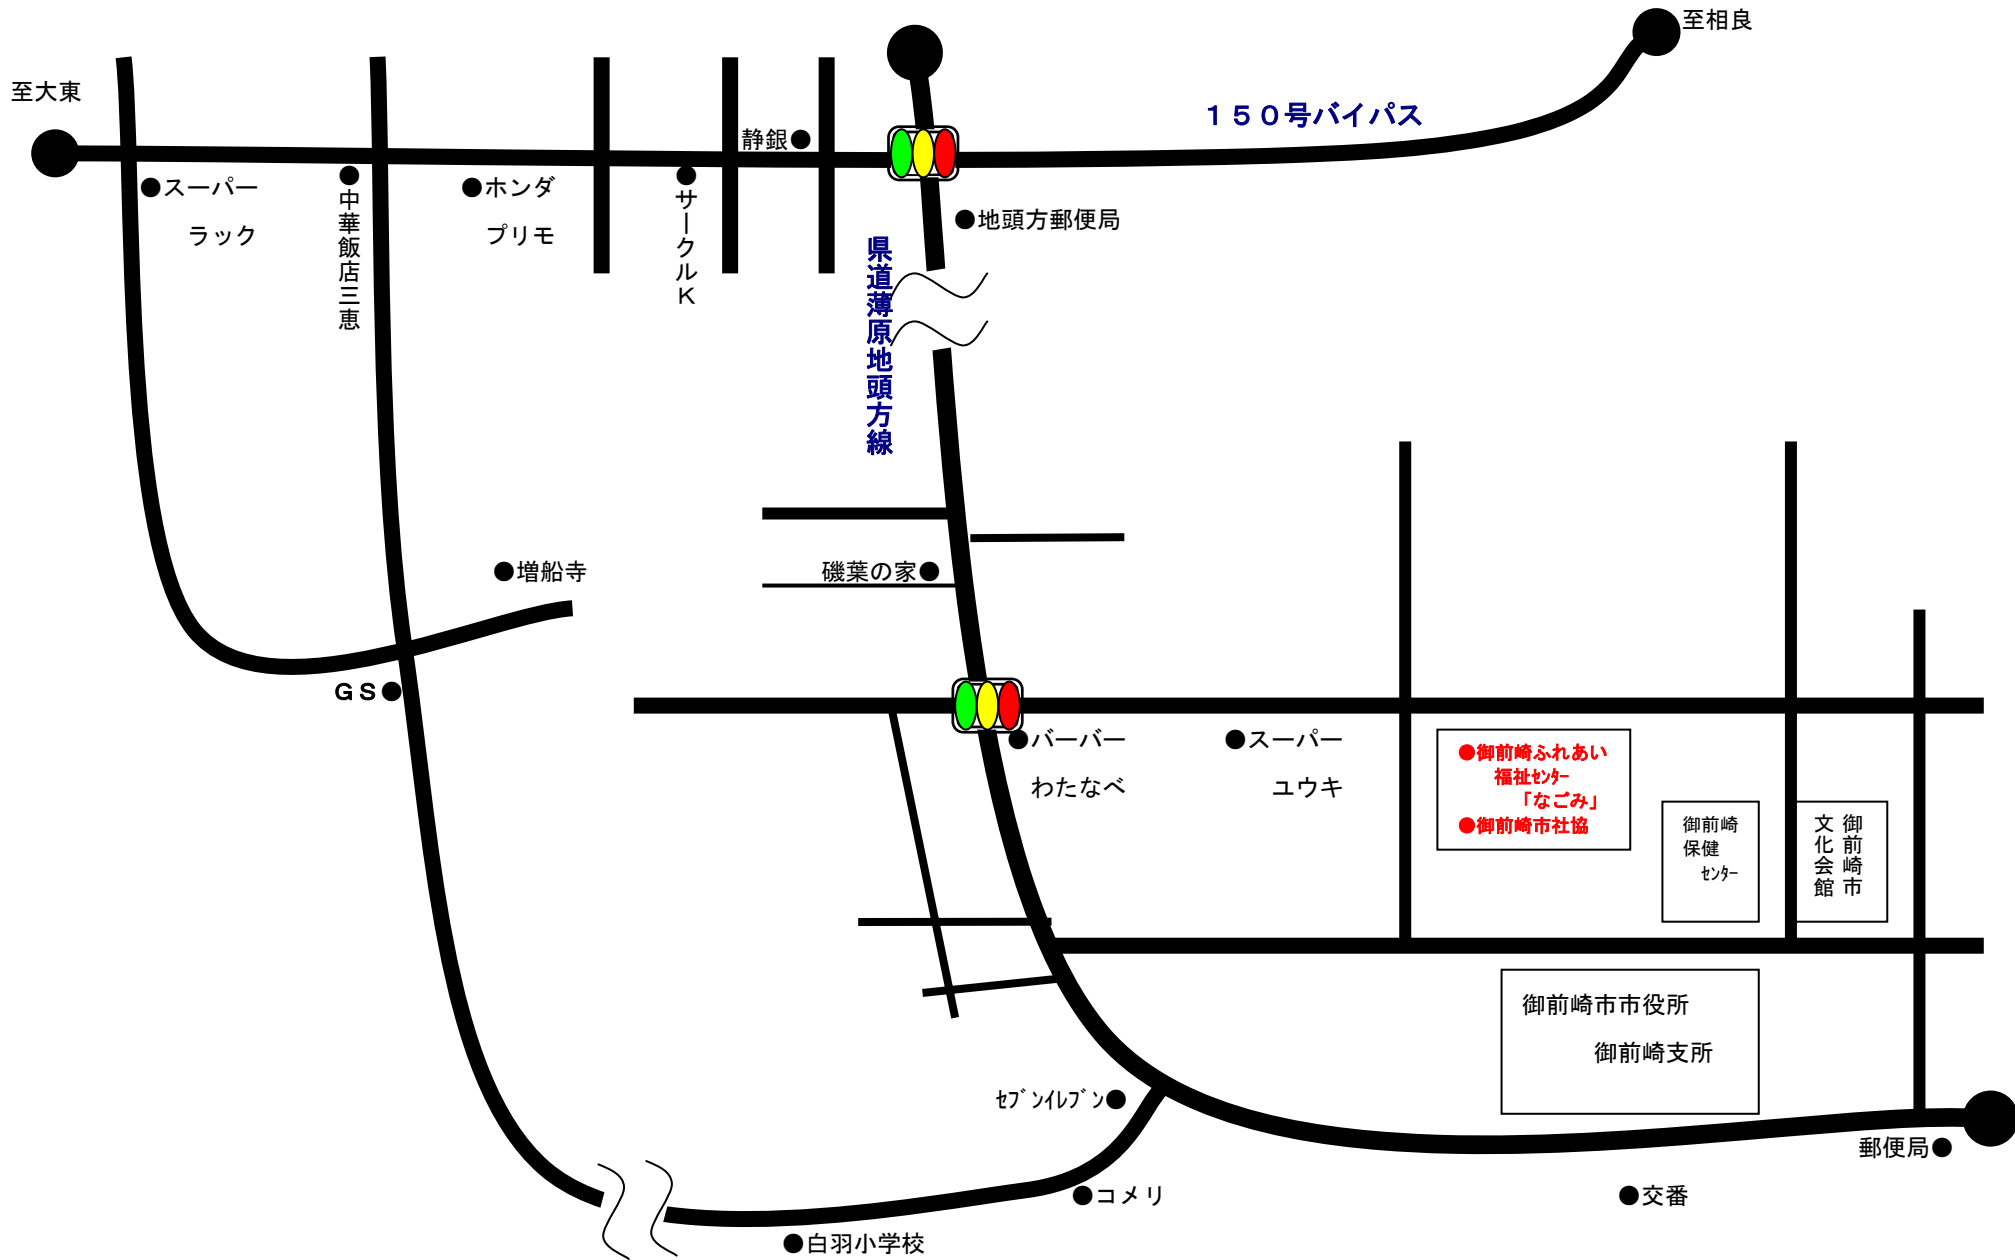 至相良
至大東
１５０号バイパス
静銀●
●スーパー
ラック
●中華飯店三恵
●ホンダ
プリモ
●サークルＫ
●地頭方郵便局
県道薄原地頭方線
●増船寺
磯葉の家●
ＧＳ●
●バーバー
わたなべ
●スーパー
ユウキ
●御前崎ふれあい
福祉ｾﾝﾀｰ
「なごみ」
●御前崎市社協
御前崎
保健
ｾﾝﾀｰ
御前崎市
文化会館
御前崎市市役所
御前崎支所
ｾﾌﾞﾝｲﾚﾌﾞﾝ●
郵便局●
●コメリ
●交番
●白羽小学校